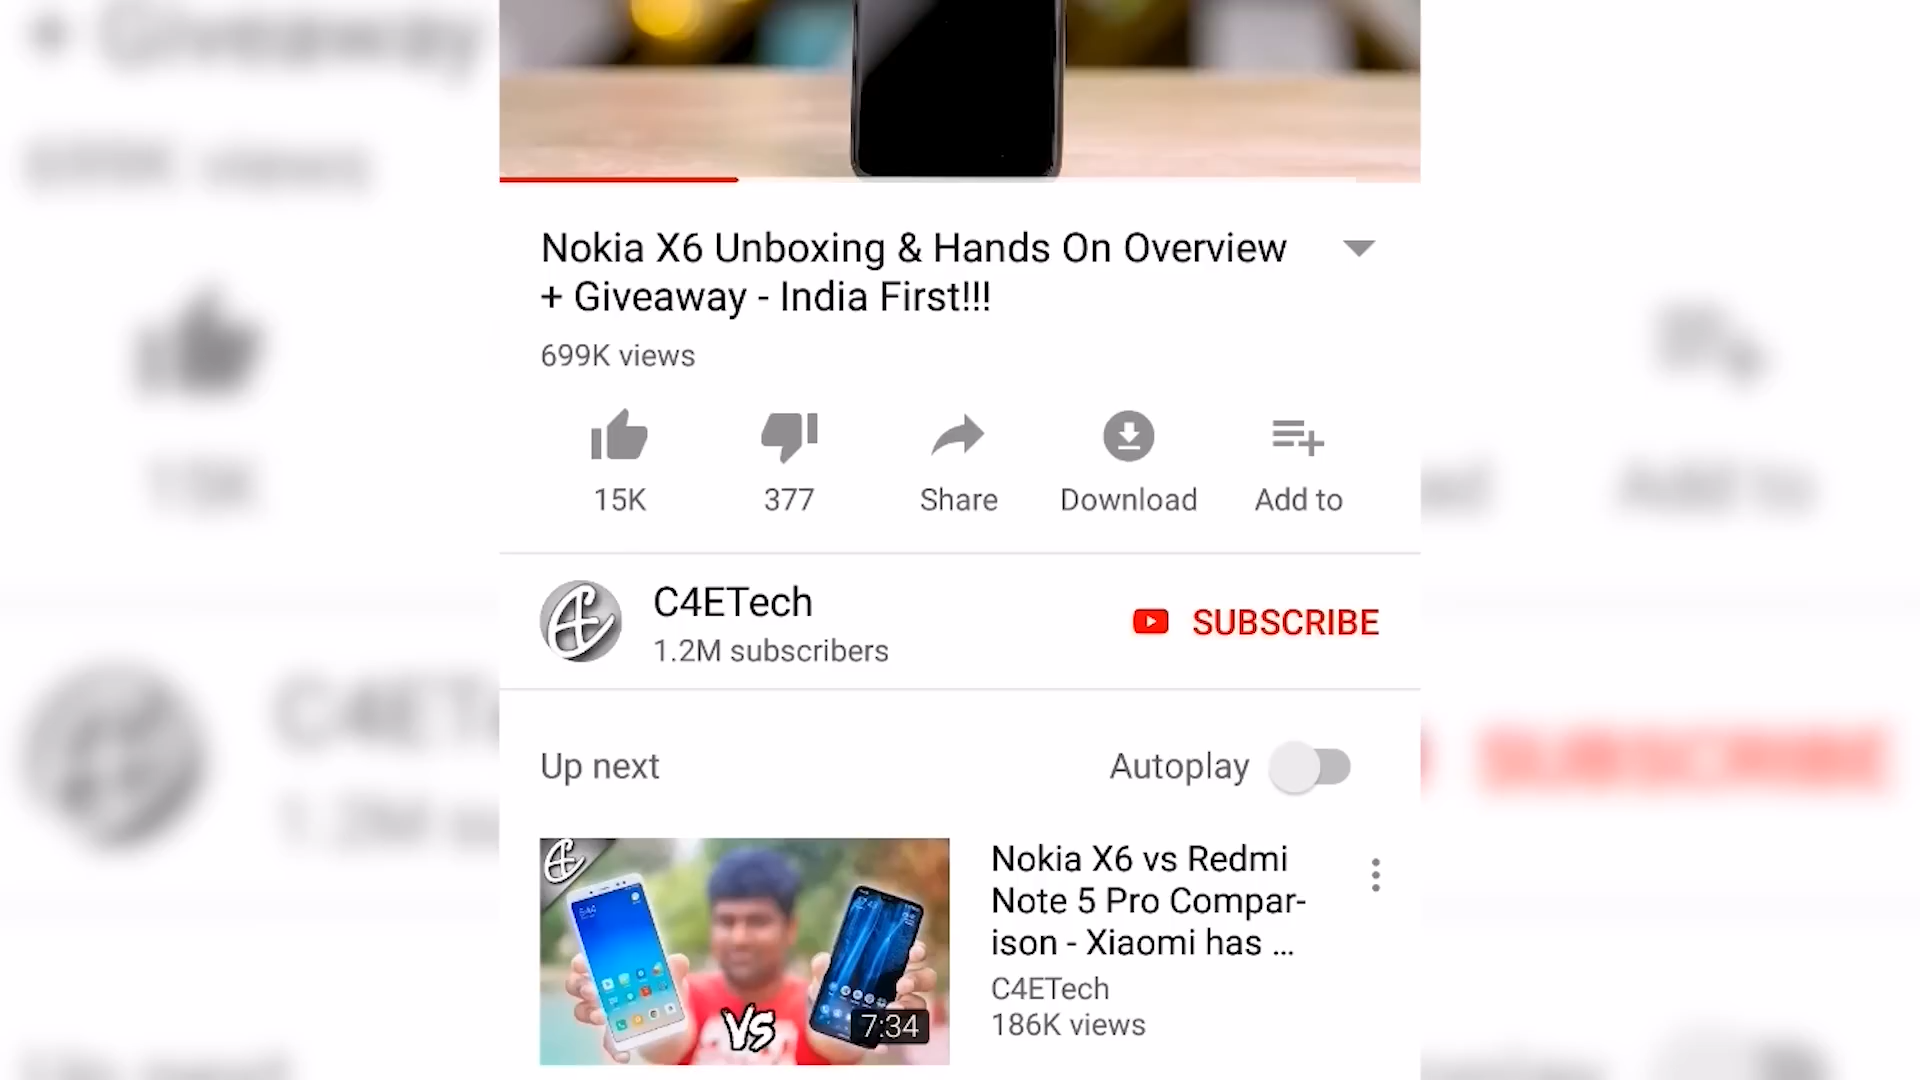 Nokia X6 Unboxing & Hands On Overview
+ Giveaway - India First!!!
699K views
15K
377
Share
Download
Add to
C4ETech
1.2M subscribers
SUBSCRIBE
Up next
Autoplay
VS
7:34
Nokia X6 vs Redmi
Note 5 Pro Compar-
ison - Xiaomi has ...
C4ETech
186K views